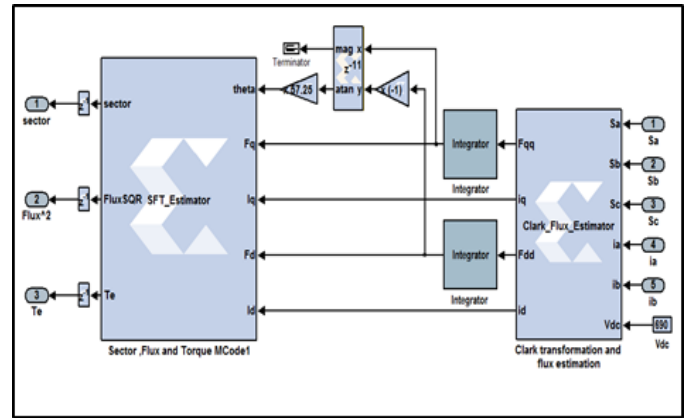 mag x
z-11
atan y
Terminator
x 57.25
x (-1)
theta
1
sector
z-1
sector
Fq
Integrator
Integrator
Fqq
Sa
1
Sa
Sb
2
Sb
2
Flux^2
z-1
FluxSQR
SFT_Estimator
Iq
iq
Sc
3
Sc
Clark_Flux_Estimator
Fd
Integrator
Integrator
Fdd
ia
4
ia
ib
5
ib
3
Te
z-1
Te
Id
id
Vdc
690
Vdc
Sector ,Flux and Torque MCode1
Clark transformation and
flux estimation